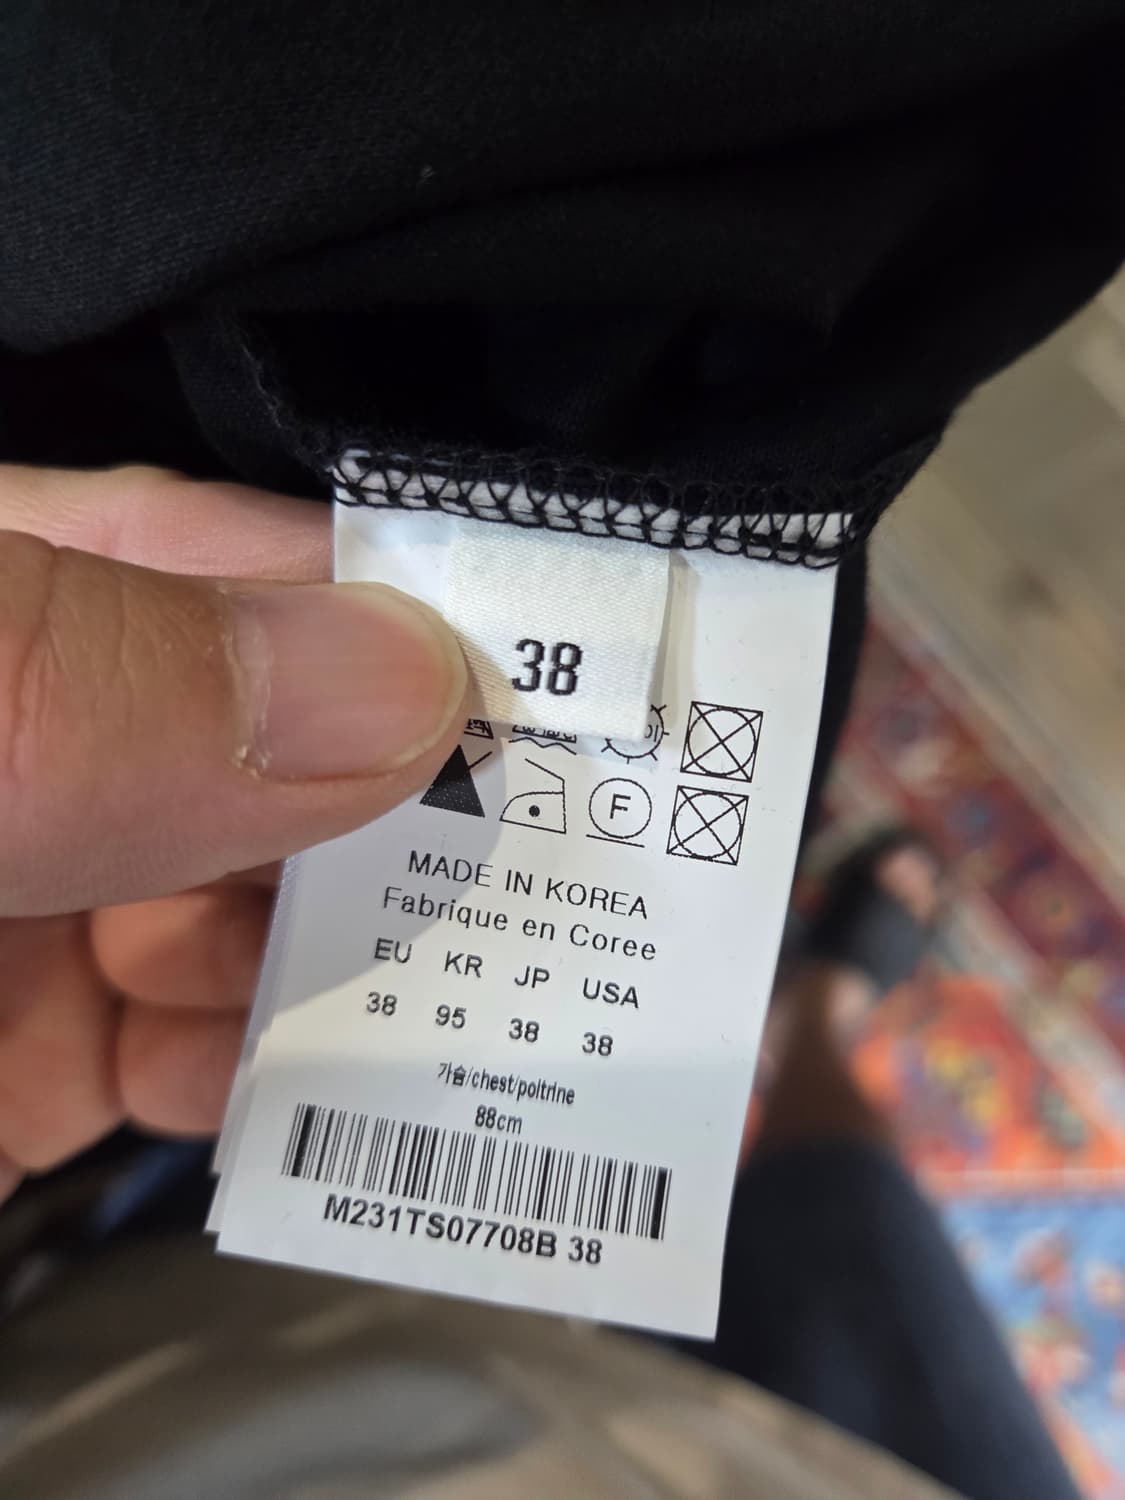 38
F
MADE IN KOREA
Fabrique en Coree
EU KR JP USA
38 95 38 38
가슴/chest/poltrine
88cm
M231TS07708B 38